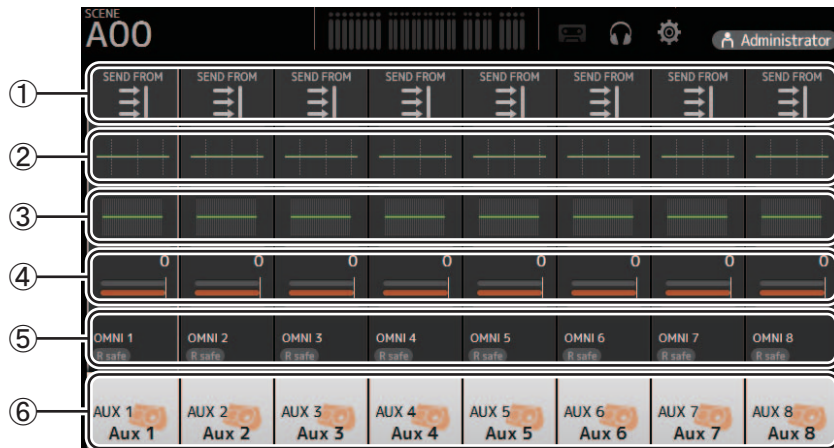 SCENE
A00
Administrator
① SEND FROM SEND FROM SEND FROM SEND FROM SEND FROM SEND FROM SEND FROM SEND FROM
②
③
④ 0 0 0 0 0 0 0 0
⑤ OMNI 1 OMNI 2 OMNI 3 OMNI 4 OMNI 5 OMNI 6 OMNI 7 OMNI 8
R safe R safe R safe R safe R safe R safe R safe R safe
⑥ AUX 1 AUX 2 AUX 3 AUX 4 AUX 5 AUX 6 AUX 7 AUX 8
Aux 1 Aux 2 Aux 3 Aux 4 Aux 5 Aux 6 Aux 7 Aux 8